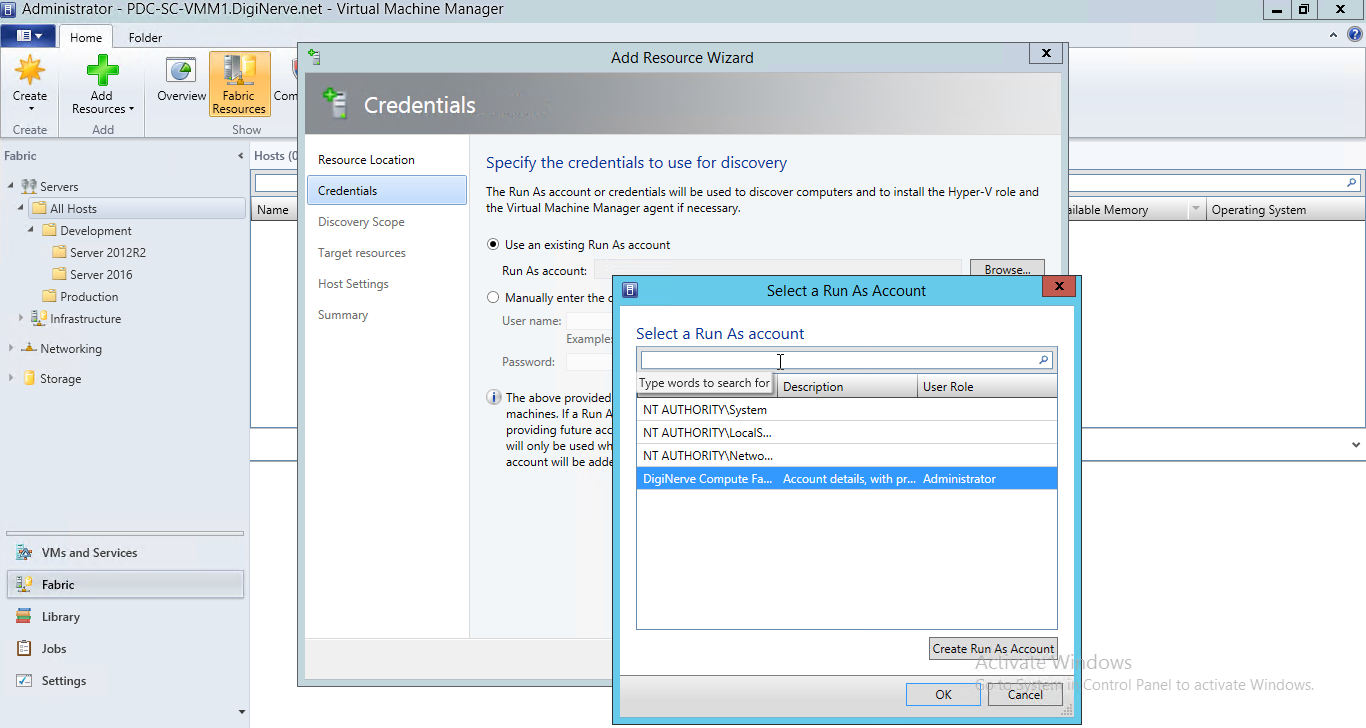 Administrator - PDC-SC-VMM1.DigiNerve.net - Virtual Machine Manager
Home
Folder
Create
Add
Resources
Overview
Fabric
Resources
Create
Add
Show
Fabric
Servers
All Hosts
Development
Server 2012R2
Server 2016
Production
Infrastructure
Networking
Storage
VMs and Services
Fabric
Library
Jobs
Settings
Hosts (0
Name
ailable Memory
Operating System
Add Resource Wizard
Credentials
Resource Location
Credentials
Discovery Scope
Target resources
Host Settings
Summary
Specify the credentials to use for discovery
The Run As account or credentials will be used to discover computers and to install the Hyper-V role and
the Virtual Machine Manager agent if necessary.
Use an existing Run As account
Run As account:
Browse...
Manually enter the c
User name:
Example:
Password:
The above provided
machines. If a Run A
providing future acc
will only be used wh
account will be adde
Select a Run As Account
Select a Run As account
Type words to search for
Description
User Role
NT AUTHORITY\System
NT AUTHORITY\LocalS...
NT AUTHORITY\Netwo...
DigiNerve Compute Fa...
Account details, with pr...
Administrator
Create Run As Account
OK
Cancel
Activate Windows
Go to System in Control Panel to activate Windows.